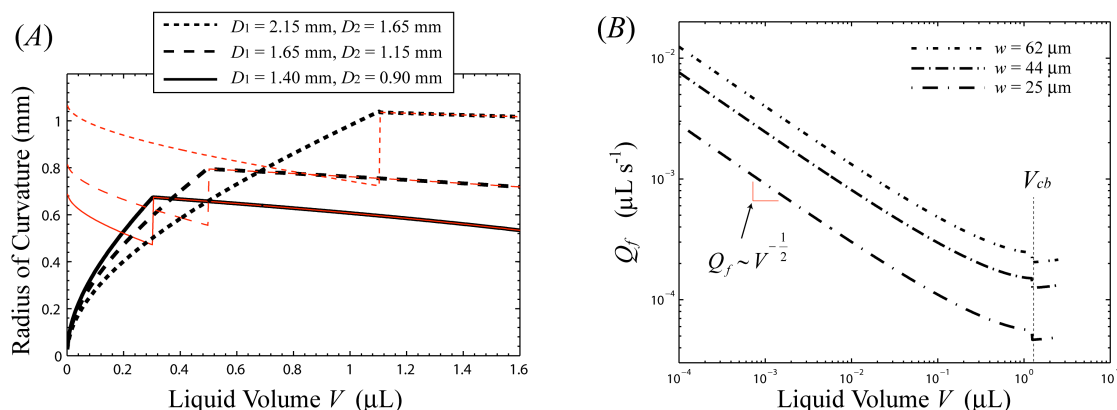 (A)
D1 = 2.15 mm, D2 = 1.65 mm
D1 = 1.65 mm, D2 = 1.15 mm
D1 = 1.40 mm, D2 = 0.90 mm
Radius of Curvature (mm)
1
0.8
0.6
0.4
0.2
0
0 0.2 0.4 0.6 0.8 1.0 1.2 1.4 1.6
Liquid Volume V (μL)
(B)
w = 62 μm
w = 44 μm
w = 25 μm
Vcb
Qf ~ V^-1/2
Qf (μL s-1)
10-2
10-3
10-4
10-4 10-3 10-2 10-1 100 101
Liquid Volume V (μL)